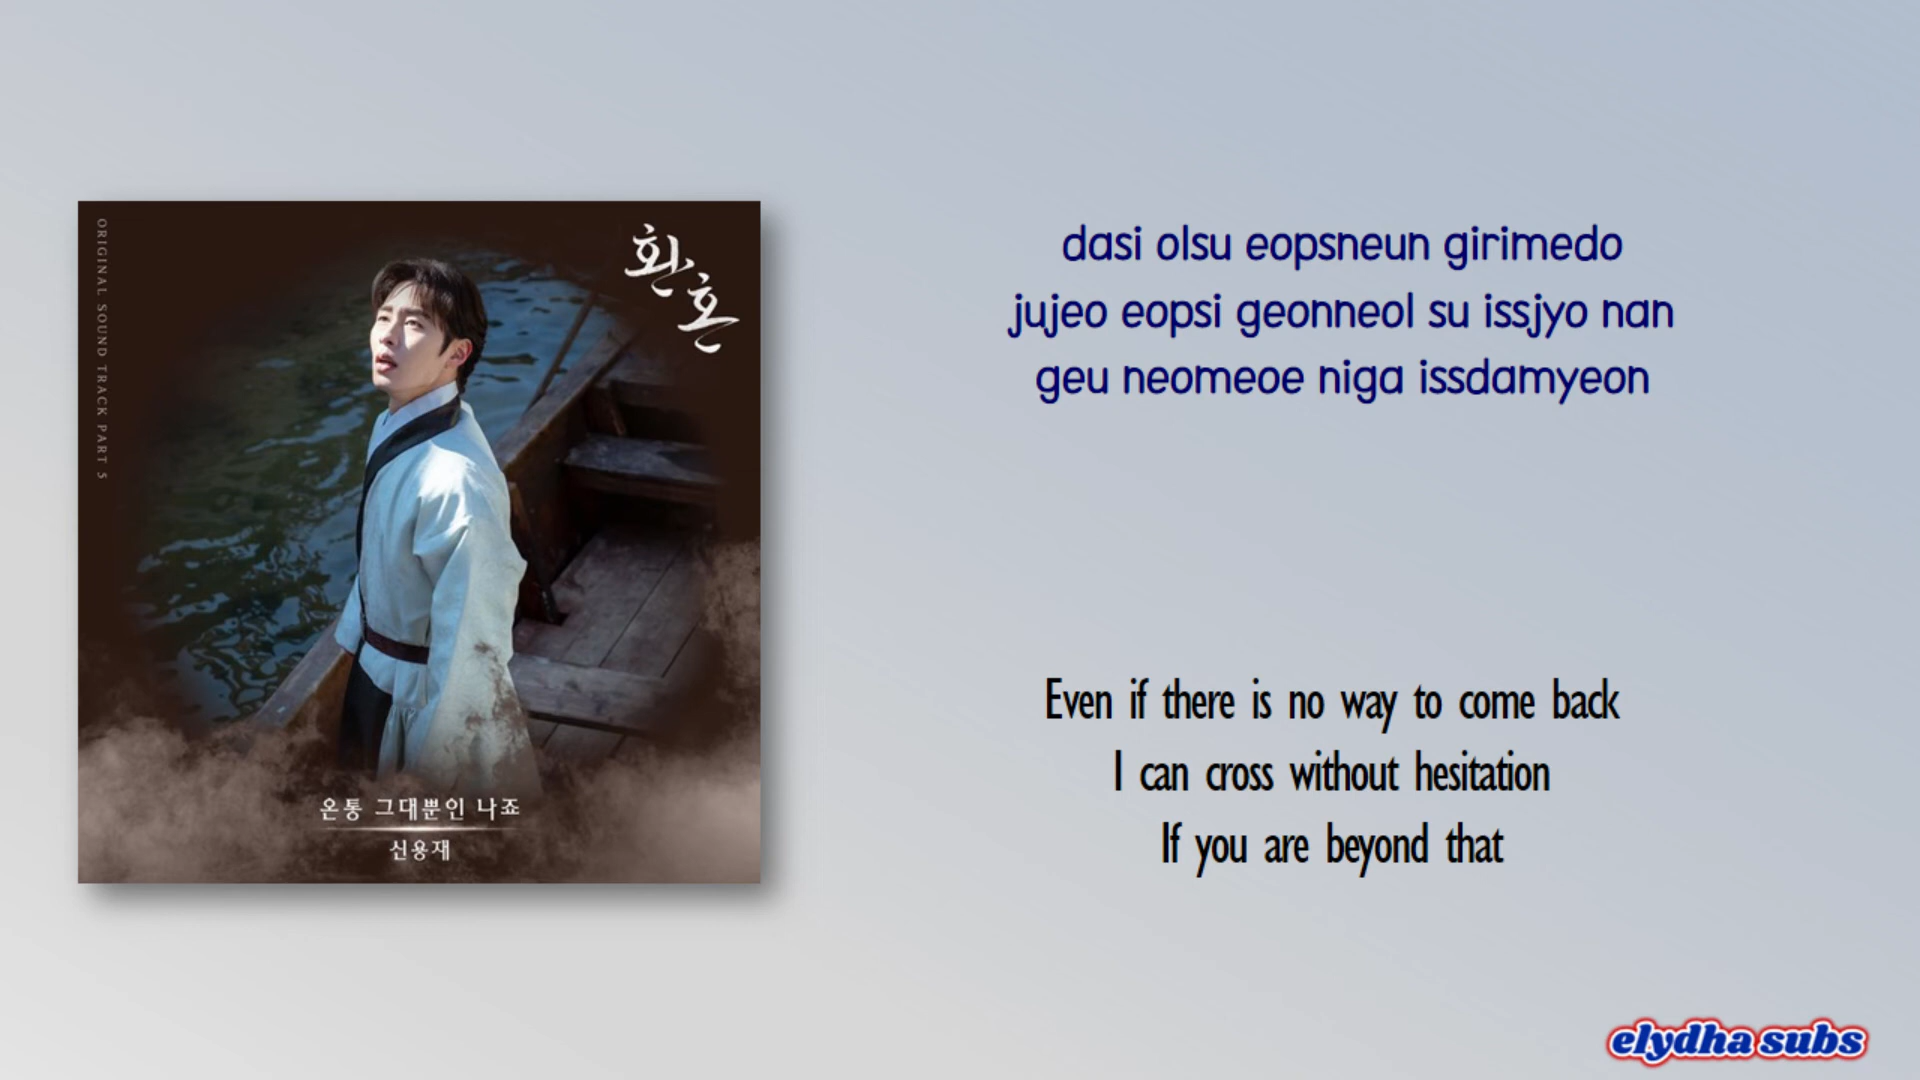 ORIGINAL SOUND TRACK PART 5
환혼
온통 그대뿐인 나죠
신용재
dasi olsu eopsneun girimedo
jujeo eopsi geonneol su issjyo nan
geu neomeoe niga issdamyeon
Even if there is no way to come back
I can cross without hesitation
If you are beyond that
elydha subs